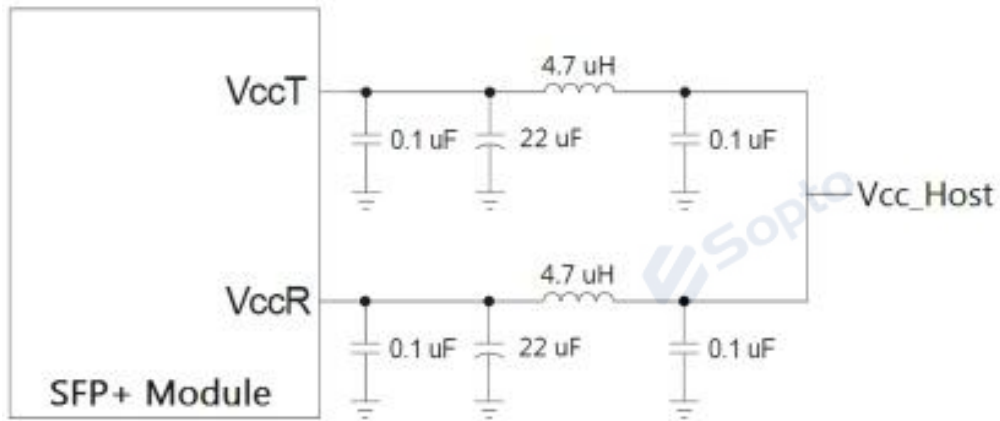 4.7 uH
VccT
0.1 uF
22 uF
0.1 uF
Vcc_Host
Sopto
4.7 uH
VccR
0.1 uF
22 uF
0.1 uF
SFP+ Module